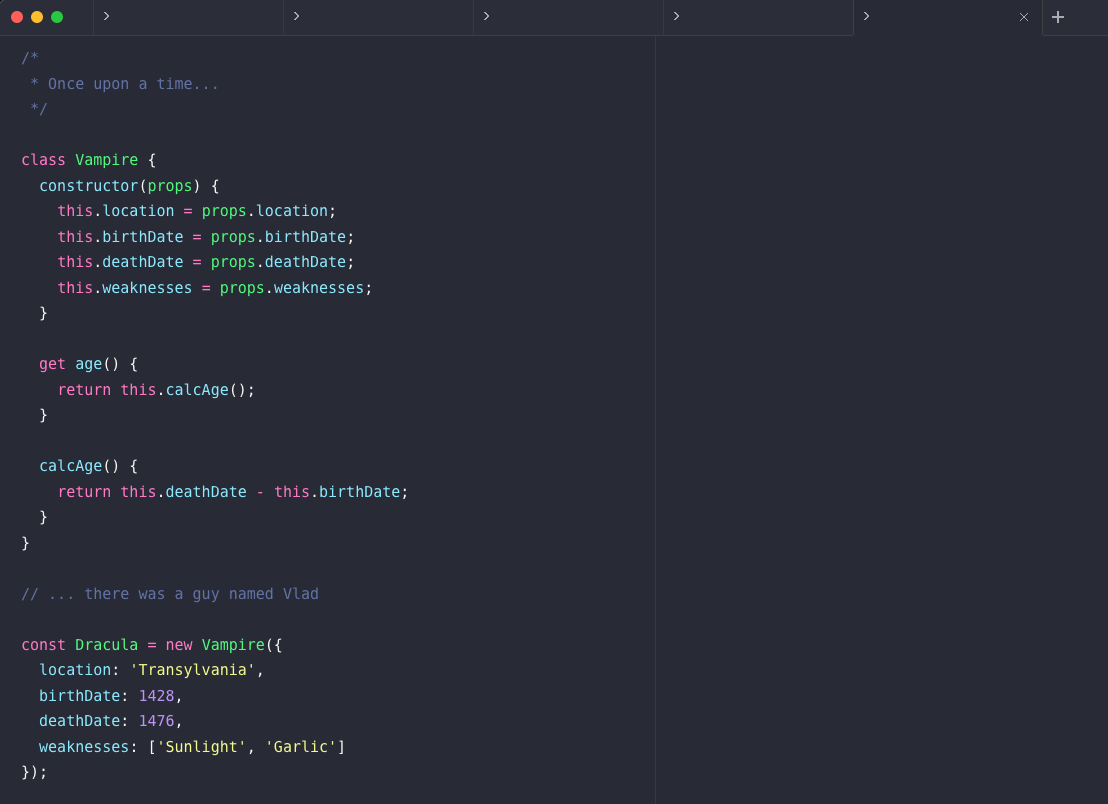 /*
 * Once upon a time...
 */

class Vampire {
  constructor(props) {
    this.location = props.location;
    this.birthDate = props.birthDate;
    this.deathDate = props.deathDate;
    this.weaknesses = props.weaknesses;
  }

  get age() {
    return this.calcAge();
  }

  calcAge() {
    return this.deathDate - this.birthDate;
  }
}

// ... there was a guy named Vlad

const Dracula = new Vampire({
  location: 'Transylvania',
  birthDate: 1428,
  deathDate: 1476,
  weaknesses: ['Sunlight', 'Garlic']
});